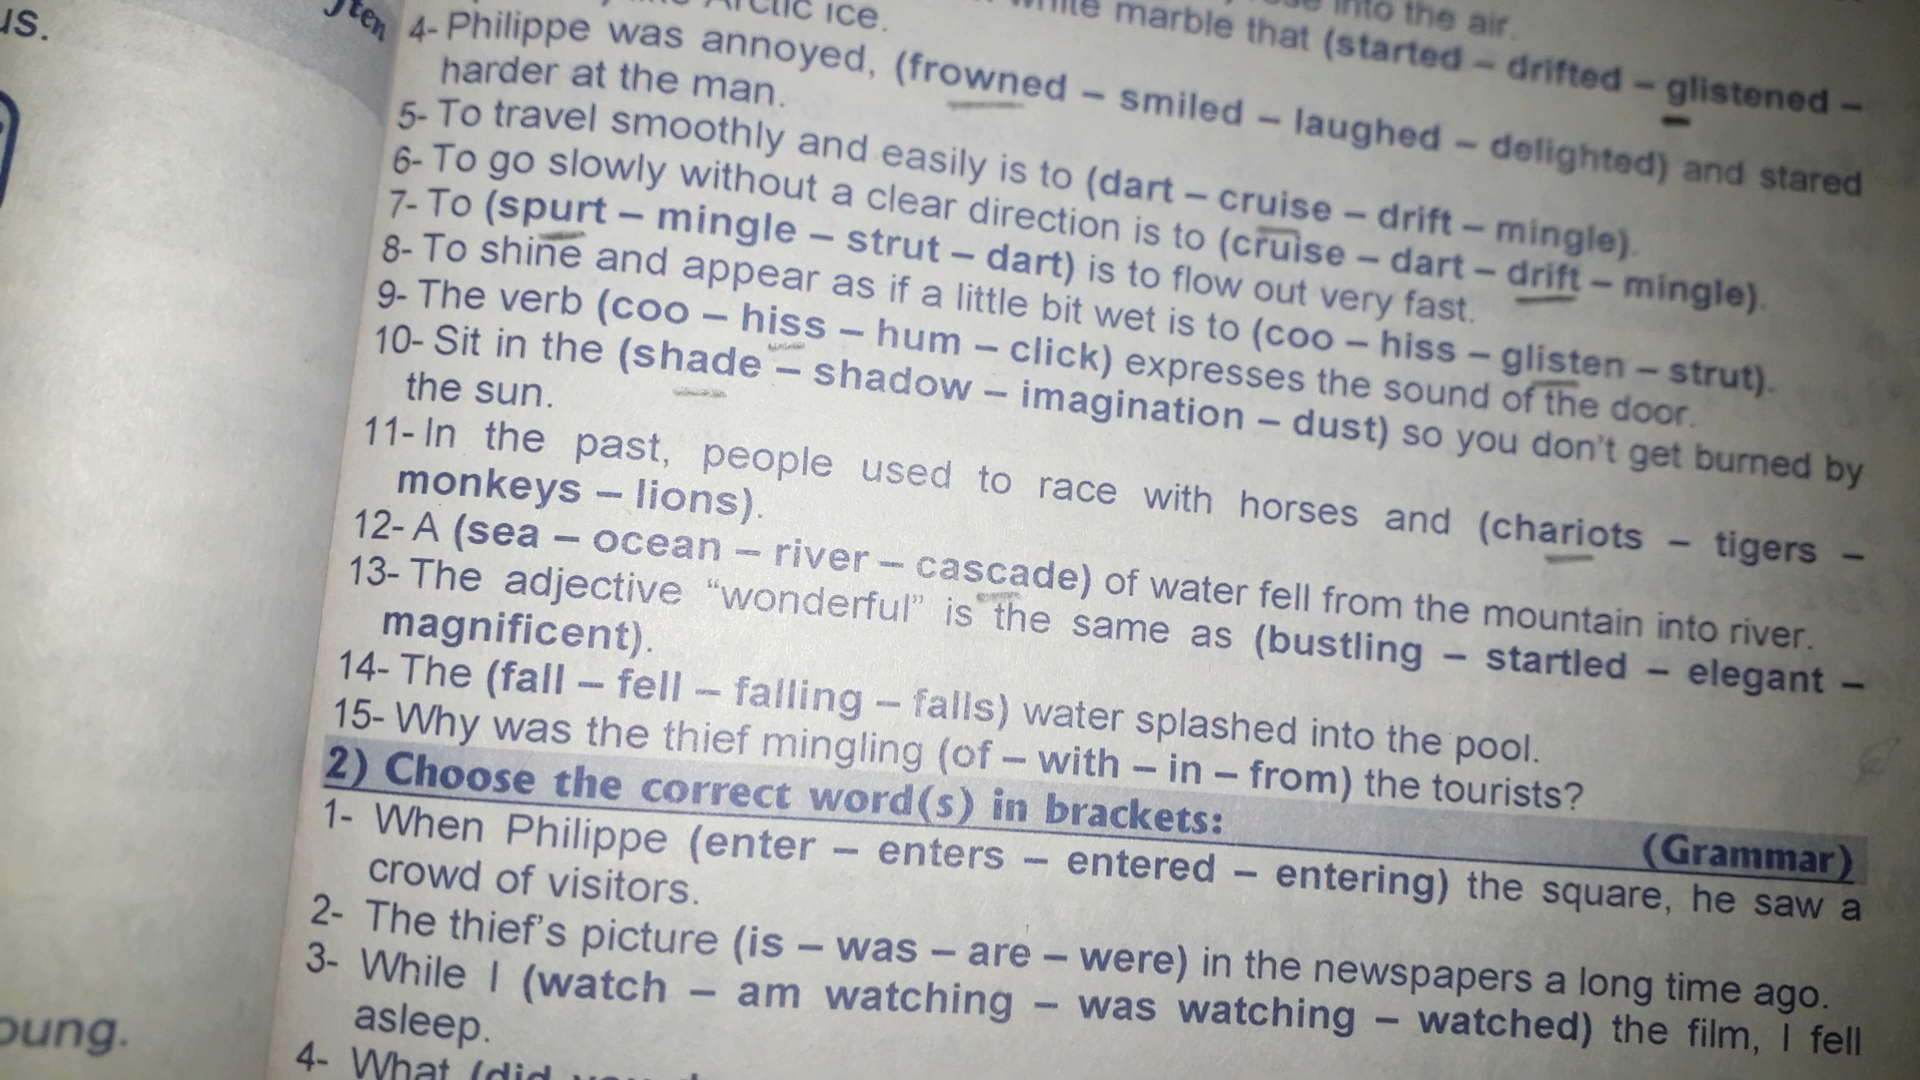 us.
into the air.
white marble that (started – drifted – glistened –
Arctic ice.
4- Philippe was annoyed, (frowned – smiled – laughed – delighted) and stared
harder at the man.
5- To travel smoothly and easily is to (dart – cruise – drift – mingle).
6- To go slowly without a clear direction is to (cruise – dart – drift – mingle).
7- To (spurt – mingle – strut – dart) is to flow out very fast.
8- To shine and appear as if a little bit wet is to (coo – hiss – glisten – strut).
9- The verb (coo – hiss – hum – click) expresses the sound of the door.
10- Sit in the (shade – shadow – imagination – dust) so you don't get burned by
the sun.
11- In the past, people used to race with horses and (chariots – tigers –
monkeys – lions).
12- A (sea – ocean – river – cascade) of water fell from the mountain into river.
13- The adjective “wonderful” is the same as (bustling – startled – elegant –
magnificent).
14- The (fall – fell – falling – falls) water splashed into the pool.
15- Why was the thief mingling (of – with – in – from) the tourists?
2) Choose the correct word(s) in brackets: (Grammar)
1- When Philippe (enter – enters – entered – entering) the square, he saw a
crowd of visitors.
2- The thief's picture (is – was – are – were) in the newspapers a long time ago.
3- While I (watch – am watching – was watching – watched) the film, I fell
asleep.
4- What (did